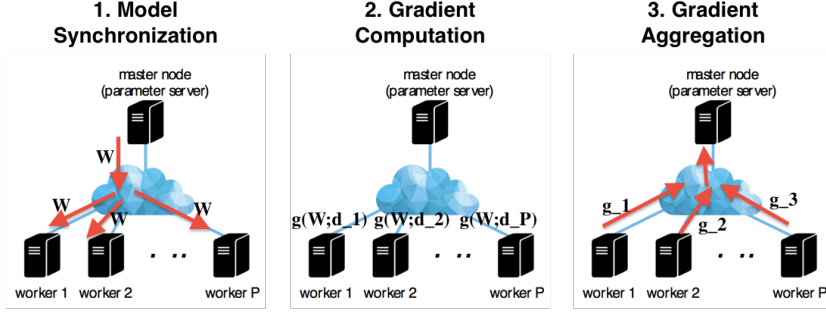 1. Model
Synchronization
master node
(parameter server)
W
W
W
W
worker 1
worker 2
. ..
worker P
2. Gradient
Computation
master node
(parameter server)
g(W;d_1)
g(W;d_2)
g(W;d_P)
worker 1
worker 2
. ..
worker P
3. Gradient
Aggregation
master node
(parameter server)
g_1
g_2
g_3
worker 1
worker 2
. ..
worker P